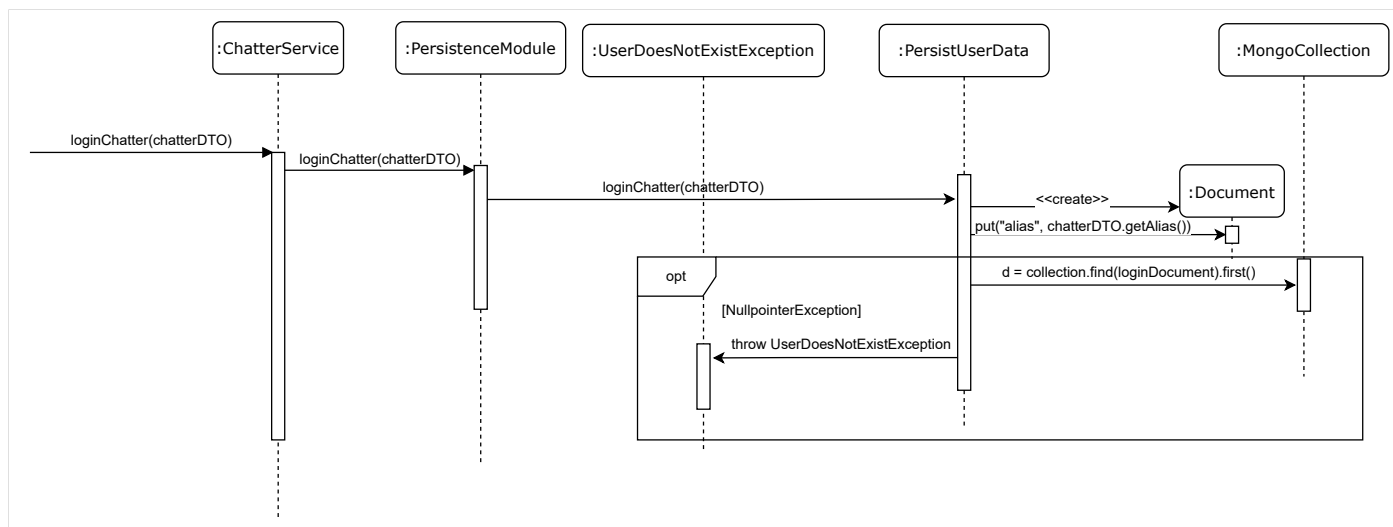 :ChatterService
:PersistenceModule
:UserDoesNotExistException
:PersistUserData
:MongoCollection
loginChatter(chatterDTO)
loginChatter(chatterDTO)
loginChatter(chatterDTO)
:Document
<<create>>
put("alias", chatterDTO.getAlias())
opt
d = collection.find(loginDocument).first()
[NullpointerException]
throw UserDoesNotExistException